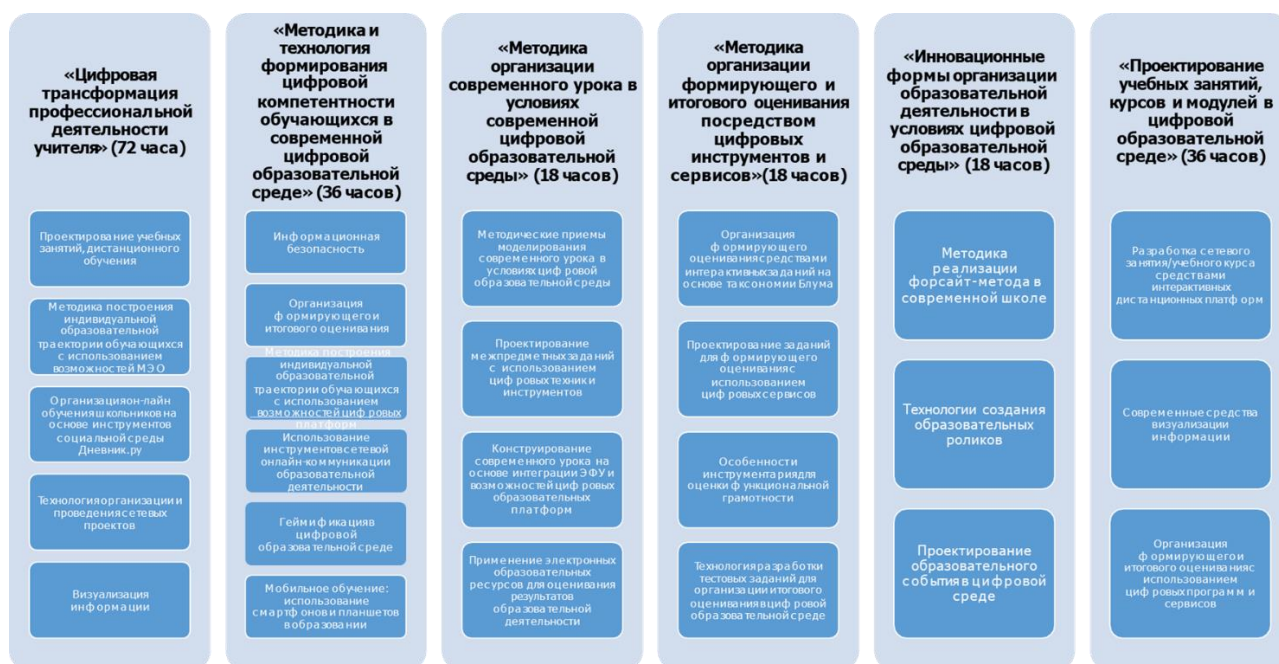 «Цифровая
трансформация
профессиональной
деятельности
учителя» (72 часа)
Проектирование учебных
занятий, дистанционного
обучения
Методика построения
индивидуальной
образовательной
траектории обучающихся
с использованием
возможностей МЭО
Организация он-лайн
обучения школьников на
основе инструментов
социальной среды
Дневник.ру
Технология организации и
проведения сетевых
проектов
Визуализация
информации
«Методика и
технология
формирования
цифровой
компетентности
обучающихся в
современной
цифровой
образовательной
среде» (36 часов)
Информационная
безопасность
Организация
формирующего и
итогового оценивания
Методика построения
индивидуальной
образовательной
траектории обучающихся
с использованием
возможностей цифровых
платформ
Использование
инструментов сетевой
онлайн-коммуникации
образовательной
деятельности
Геймификация в
цифровой
образовательной среде
Мобильное обучение:
использование
смартфонов и планшетов
в образовании
«Методика
организации
современного урока в
условиях
современной
цифровой
образовательной
среды» (18 часов)
Методические приемы
моделирования
современного урока в
условиях цифровой
образовательной среды
Проектирование
межпредметных заданий
с использованием
цифровых техник и
инструментов
Конструирование
современного урока на
основе интеграции ЭФУ и
возможностей цифровых
образовательных
платформ
Применение электронных
образовательных
ресурсов для оценивания
результатов
образовательной
деятельности
«Методика
организации
формирующего и
итогового оценивания
посредством
цифровых
инструментов и
сервисов»(18 часов)
Организация
формирующего
оценивания средствами
интерактивных заданий на
основе таксономии Блума
Проектирование заданий
для формирующего
оценивания с
использованием
цифровых сервисов
Особенности
инструментария для
оценки функциональной
грамотности
Технология разработки
тестовых заданий для
организации итогового
оценивания в цифровой
образовательной среде
«Инновационные
формы организации
образовательной
деятельности в
условиях цифровой
образовательной
среды» (18 часов)
Методика
реализации
форсайт-метода в
современной школе
Технологии создания
образовательных
роликов
Проектирование
образовательного
события в цифровой
среде
«Проектирование
учебных занятий,
курсов и модулей в
цифровой
образовательной
среде» (36 часов)
Разработка сетевого
занятия/учебного курса
средствами
интерактивных
дистанционных платформ
Современные средства
визуализации
информации
Организация
формирующего и
итогового оценивания с
использованием
цифровых программ и
сервисов